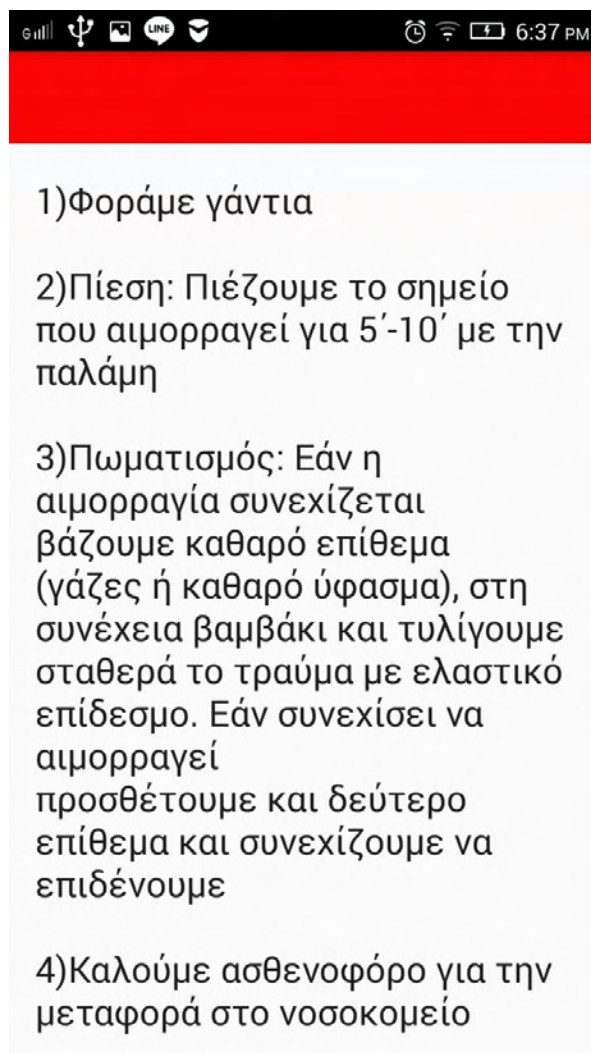 G LINE 6:37 PM
1)Φοράμε γάντια
2)Πίεση: Πιέζουμε το σημείο
που αιμορραγεί για 5΄-10΄ με την
παλάμη
3)Πωματισμός: Εάν η
αιμορραγία συνεχίζεται
βάζουμε καθαρό επίθεμα
(γάζες ή καθαρό ύφασμα), στη
συνέχεια βαμβάκι και τυλίγουμε
σταθερά το τραύμα με ελαστικό
επίδεσμο. Εάν συνεχίσει να
αιμορραγεί
προσθέτουμε και δεύτερο
επίθεμα και συνεχίζουμε να
επιδένουμε
4)Καλούμε ασθενοφόρο για την
μεταφορά στο νοσοκομείο